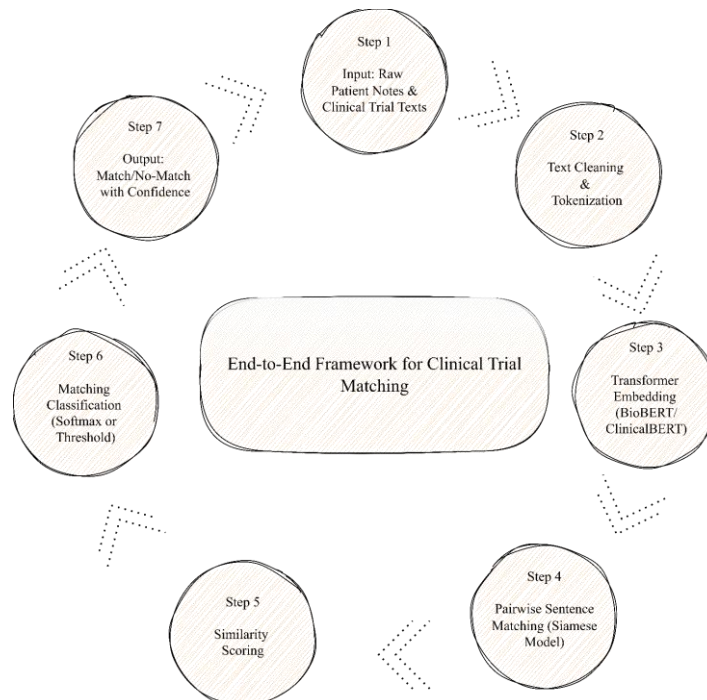 Step 1
Input: Raw
Patient Notes &
Clinical Trial Texts
Step 2
Text Cleaning
&
Tokenization
Step 3
Transformer
Embedding
(BioBERT/
ClinicalBERT)
Step 4
Pairwise Sentence
Matching (Siamese
Model)
Step 5
Similarity
Scoring
Step 6
Matching
Classification
(Softmax or
Threshold)
Step 7
Output:
Match/No-Match
with Confidence
End-to-End Framework for Clinical Trial
Matching